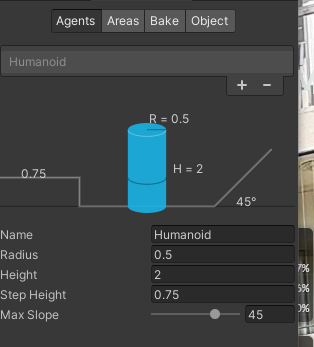 Agents Areas Bake Object
Humanoid
+ −
R = 0.5
0.75
H = 2
45°
Name Humanoid
Radius 0.5
Height 2
Step Height 0.75
Max Slope 45
7%
6%
0%